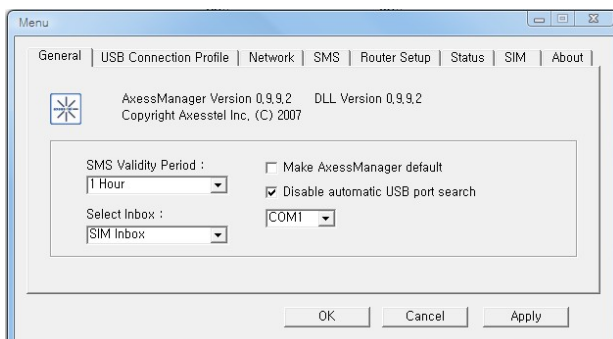 Menu
General USB Connection Profile Network SMS Router Setup Status SIM About
AxessManager Version 0,9,9,2 DLL Version 0,9,9,2
Copyright Axesstel Inc, (C) 2007
SMS Validity Period : Make AxessManager default
1 Hour Disable automatic USB port search
Select Inbox : COM1
SIM Inbox
OK Cancel Apply